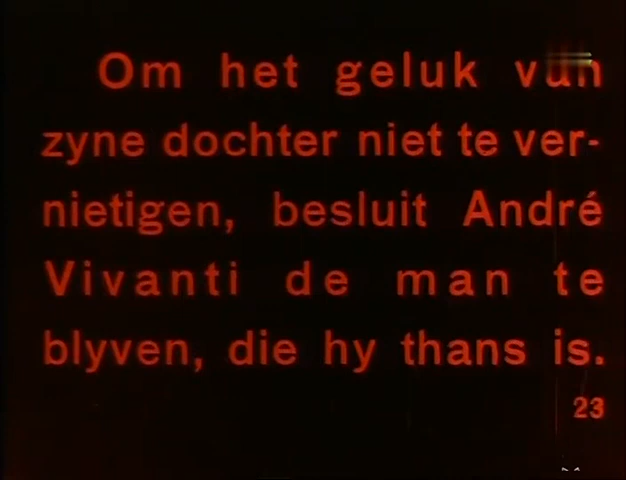 Om het geluk van
zyne dochter niet te ver-
nietigen, besluit André
Vivanti de man te
blyven, die hy thans is.
23